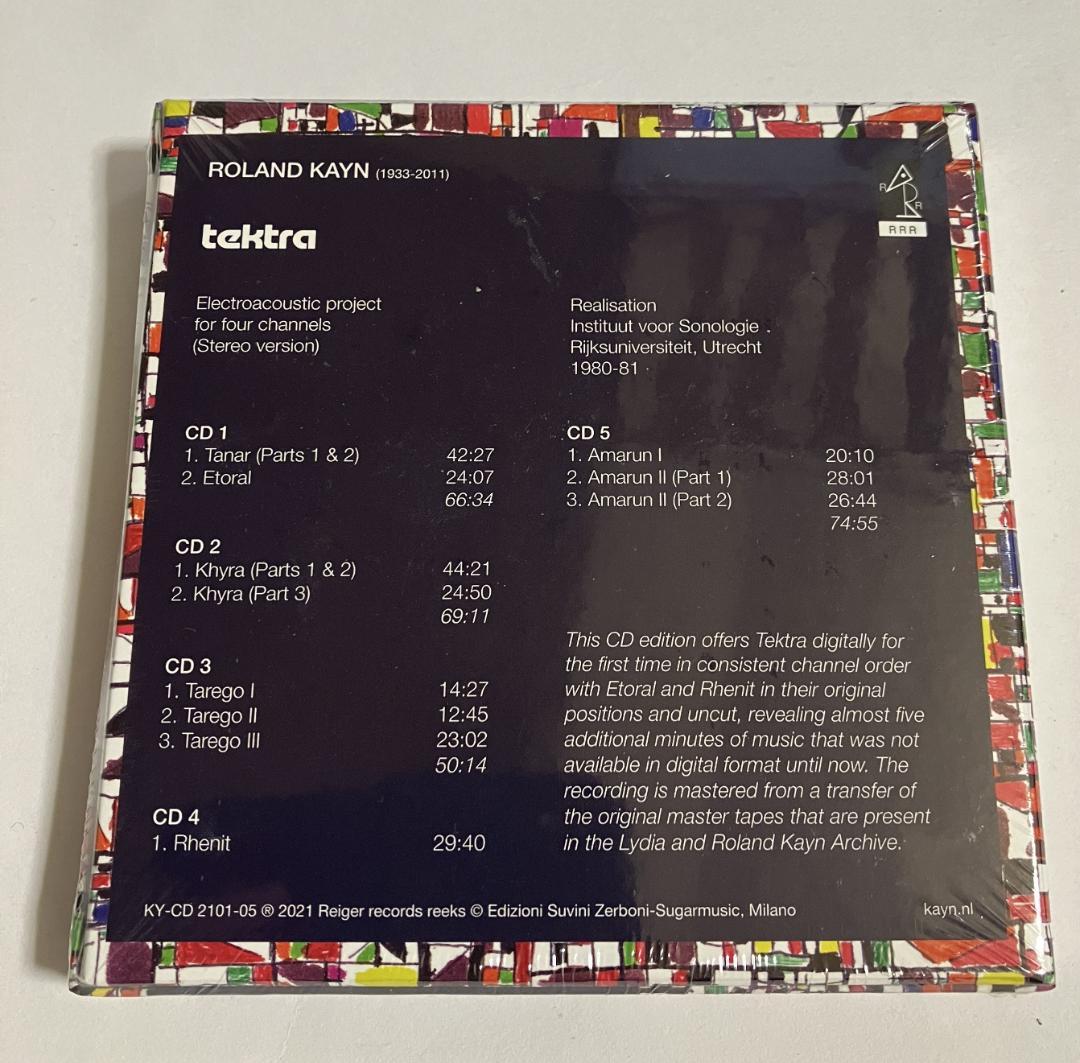 ROLAND KAYN (1933-2011)
R
R
RRR
tektra
Electroacoustic project
for four channels
(Stereo version)
Realisation
Instituut voor Sonologie
Rijksuniversiteit, Utrecht
1980-81
CD 1
1. Tanar (Parts 1 & 2) 42:27
2. Etoral 24:07
66:34
CD 2
1. Khyra (Parts 1 & 2) 44:21
2. Khyra (Part 3) 24:50
69:11
CD 3
1. Tarego I 14:27
2. Tarego II 12:45
3. Tarego III 23:02
50:14
CD 4
1. Rhenit 29:40
CD 5
1. Amarun I 20:10
2. Amarun II (Part 1) 28:01
3. Amarun II (Part 2) 26:44
74:55
This CD edition offers Tektra digitally for
the first time in consistent channel order
with Etoral and Rhenit in their original
positions and uncut, revealing almost five
additional minutes of music that was not
available in digital format until now. The
recording is mastered from a transfer of
the original master tapes that are present
in the Lydia and Roland Kayn Archive.
KY-CD 2101-05 ® 2021 Reiger records reeks © Edizioni Suvini Zerboni-Sugarmusic, Milano
kayn.nl